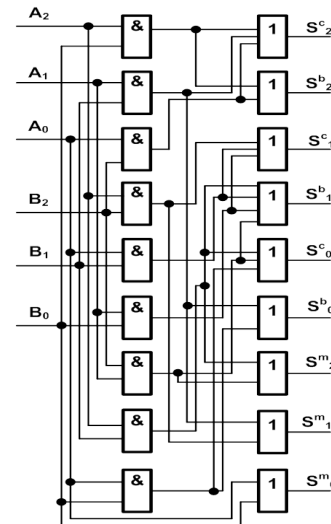 A₂ & 1 Sᶜ₂
A₁ & 1 Sᵇ₂
A₀ & 1 Sᶜ₁
B₂ & 1 Sᵇ₁
B₁ & 1 Sᶜ₀
B₀ & 1 Sᵇ₀
& 1 Sᵐ₂
& 1 Sᵐ₁
& 1 Sᵐ